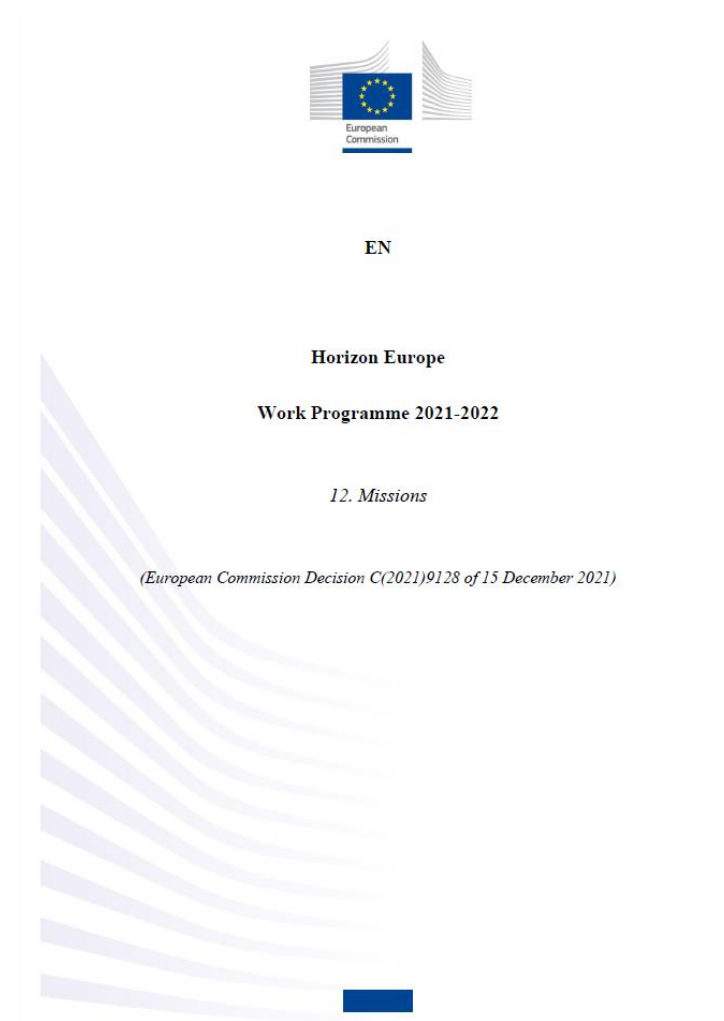 European
Commission
EN
Horizon Europe
Work Programme 2021-2022
12. Missions
(European Commission Decision C(2021)9128 of 15 December 2021)